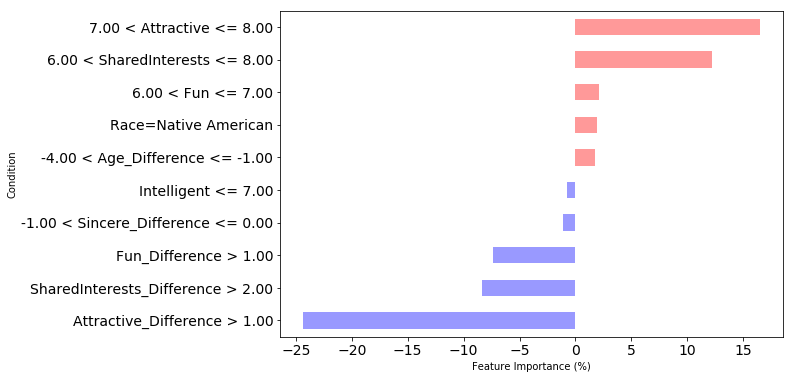 7.00 < Attractive <= 8.00
6.00 < SharedInterests <= 8.00
6.00 < Fun <= 7.00
Race=Native American
-4.00 < Age_Difference <= -1.00
Intelligent <= 7.00
-1.00 < Sincere_Difference <= 0.00
Fun_Difference > 1.00
SharedInterests_Difference > 2.00
Attractive_Difference > 1.00
Condition
−25 −20 −15 −10 −5 0 5 10 15
Feature Importance (%)